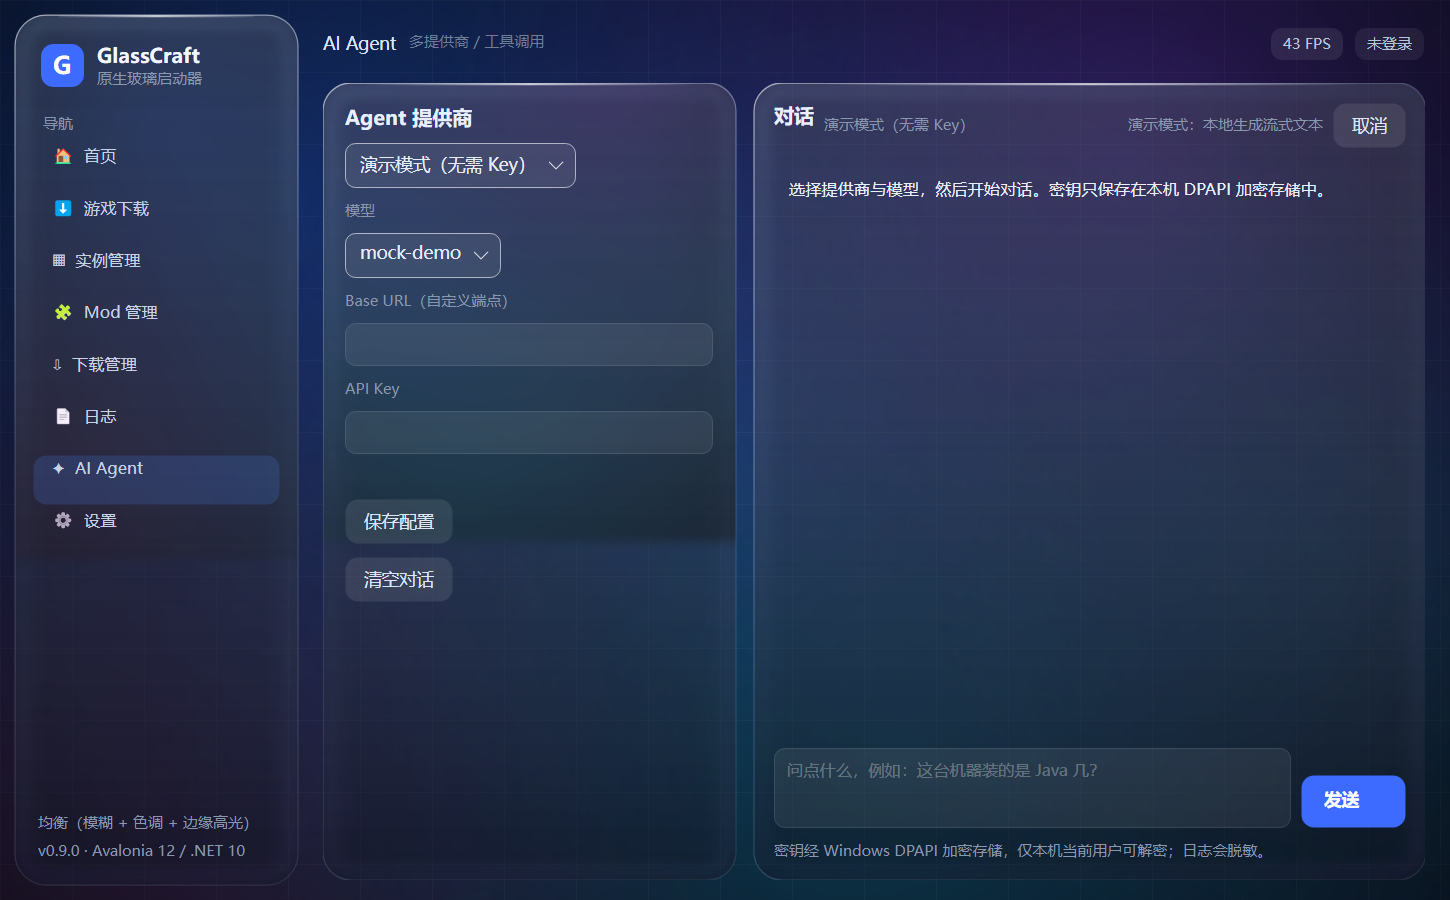 G
GlassCraft
原生玻璃启动器
导航
首页
游戏下载
实例管理
Mod 管理
下载管理
日志
AI Agent
设置
均衡（模糊 + 色调 + 边缘高光）
v0.9.0 · Avalonia 12 / .NET 10
AI Agent 多提供商 / 工具调用
43 FPS 未登录
Agent 提供商
演示模式（无需 Key）
模型
mock-demo
Base URL（自定义端点）
API Key
保存配置
清空对话
对话 演示模式（无需 Key） 演示模式：本地生成流式文本 取消
选择提供商与模型，然后开始对话。密钥只保存在本机 DPAPI 加密存储中。
问点什么，例如：这台机器装的是 Java 几？
发送
密钥经 Windows DPAPI 加密存储，仅本机当前用户可解密；日志会脱敏。